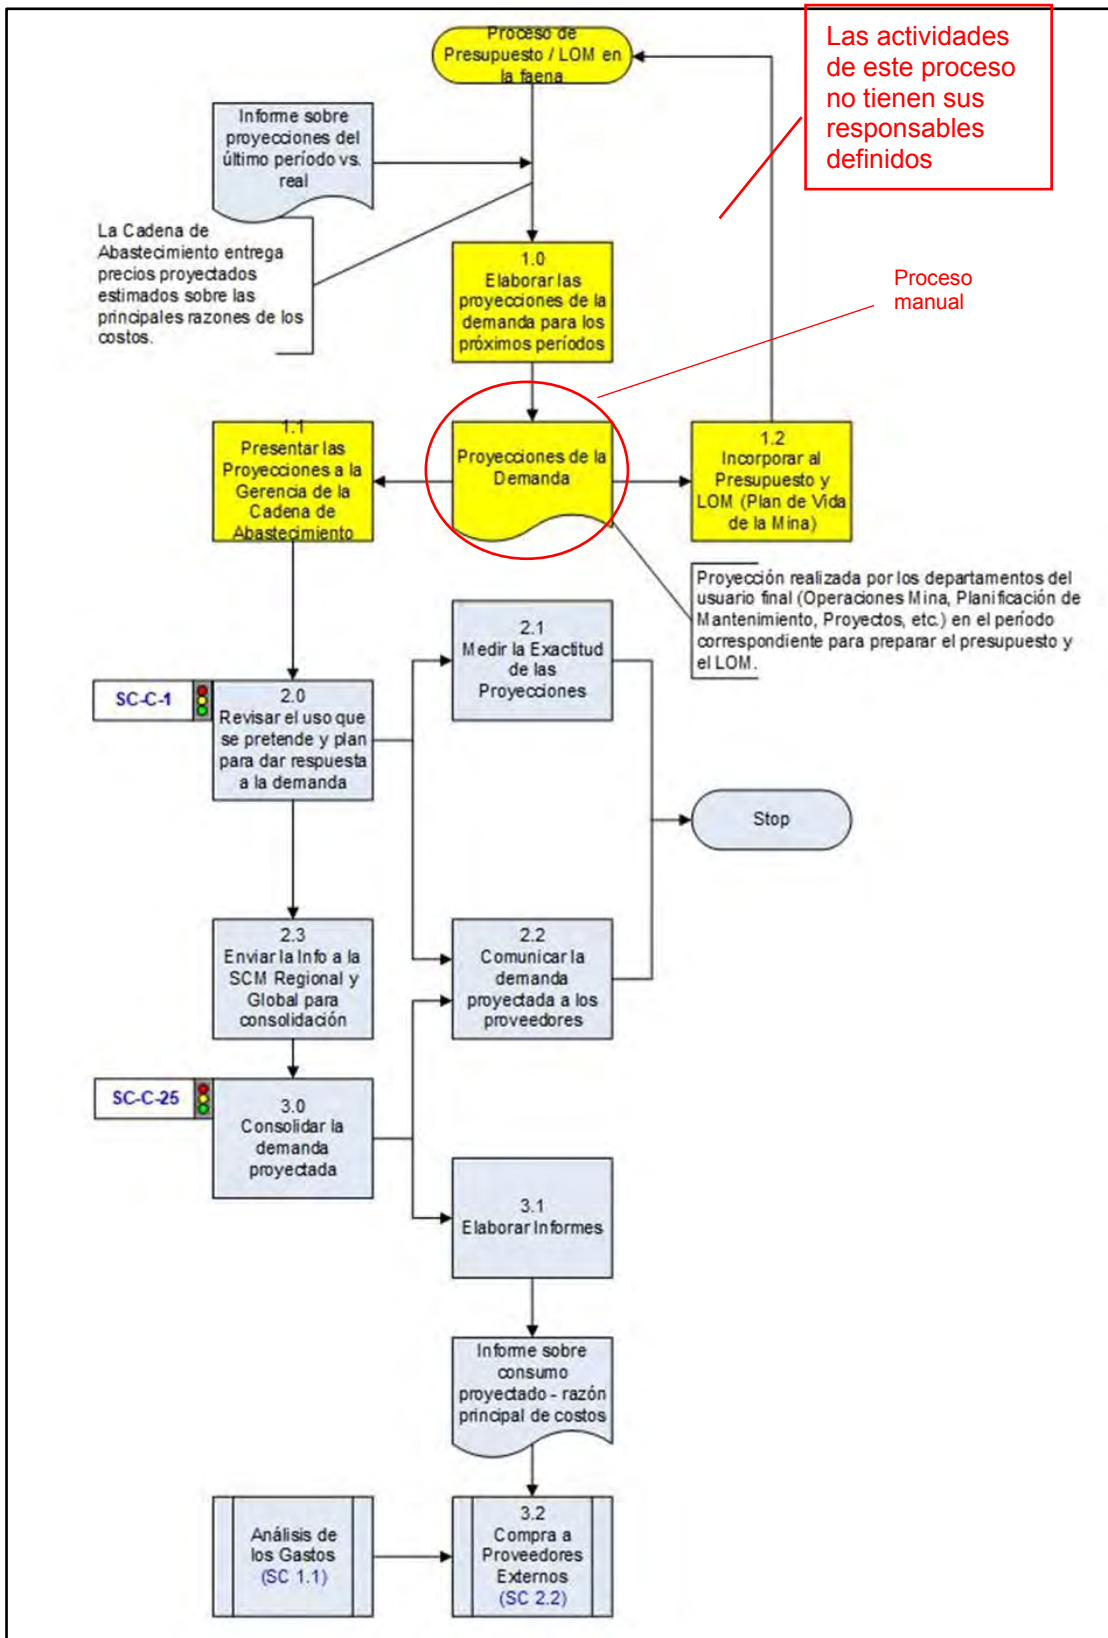 Proceso de
Presupuesto / LOM en
la faena
Las actividades
de este proceso
no tienen sus
responsables
definidos
Informe sobre
proyecciones del
último período vs.
real
La Cadena de
Abastecimiento entrega
precios proyectados
estimados sobre las
principales razones de los
costos.
1.0
Elaborar las
proyecciones de la
demanda para los
próximos períodos
Proceso
manual
1.1
Presentar las
Proyecciones a la
Gerencia de la
Cadena de
Abastecimiento
Proyecciones de la
Demanda
1.2
Incorporar al
Presupuesto y
LOM (Plan de Vida
de la Mina)
Proyección realizada por los departamentos del
usuario final (Operaciones Mina, Planificación de
Mantenimiento, Proyectos, etc.) en el período
correspondiente para preparar el presupuesto y
el LOM.
2.1
Medir la Exactitud
de las
Proyecciones
SC-C-1
2.0
Revisar el uso que
se pretende y plan
para dar respuesta
a la demanda
Stop
2.3
Enviar la Info a la
SCM Regional y
Global para
consolidación
2.2
Comunicar la
demanda
proyectada a los
proveedores
SC-C-25
3.0
Consolidar la
demanda
proyectada
3.1
Elaborar Informes
Informe sobre
consumo
proyectado - razón
principal de costos
Análisis de
los Gastos
(SC 1.1)
3.2
Compra a
Proveedores
Externos
(SC 2.2)